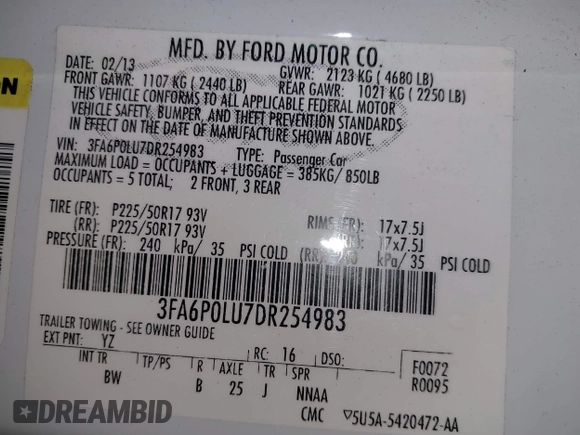 MFD. BY FORD MOTOR CO.
DATE: 02/13 GVWR: 2123 KG ( 4680 LB)
FRONT GAWR: 1107 KG ( 2440 LB) REAR GAWR: 1021 KG ( 2250 LB)
THIS VEHICLE CONFORMS TO ALL APPLICABLE FEDERAL MOTOR
VEHICLE SAFETY, BUMPER, AND THEFT PREVENTION STANDARDS
IN EFFECT ON THE DATE OF MANUFACTURE SHOWN ABOVE.
VIN: 3FA6P0LU7DR254983 TYPE: Passenger Car
MAXIMUM LOAD = OCCUPANTS + LUGGAGE = 385KG/ 850LB
OCCUPANTS = 5 TOTAL; 2 FRONT, 3 REAR
TIRE (FR): P225/50R17 93V RIMS (FR): 17x7.5J
(RR): P225/50R17 93V (RR): 17x7.5J
PRESSURE (FR): 240 kPa/ 35 PSI COLD kPa/ 35 PSI COLD
3FA6P0LU7DR254983
TRAILER TOWING - SEE OWNER GUIDE
EXT PNT: YZ RC: 16 DSO: F0072
INT TR TP/PS R AXLE TR SPR R0095
BW B 25 J NNAA
CMC ▽5U5A-5420472-AA
ON
DREAMBID